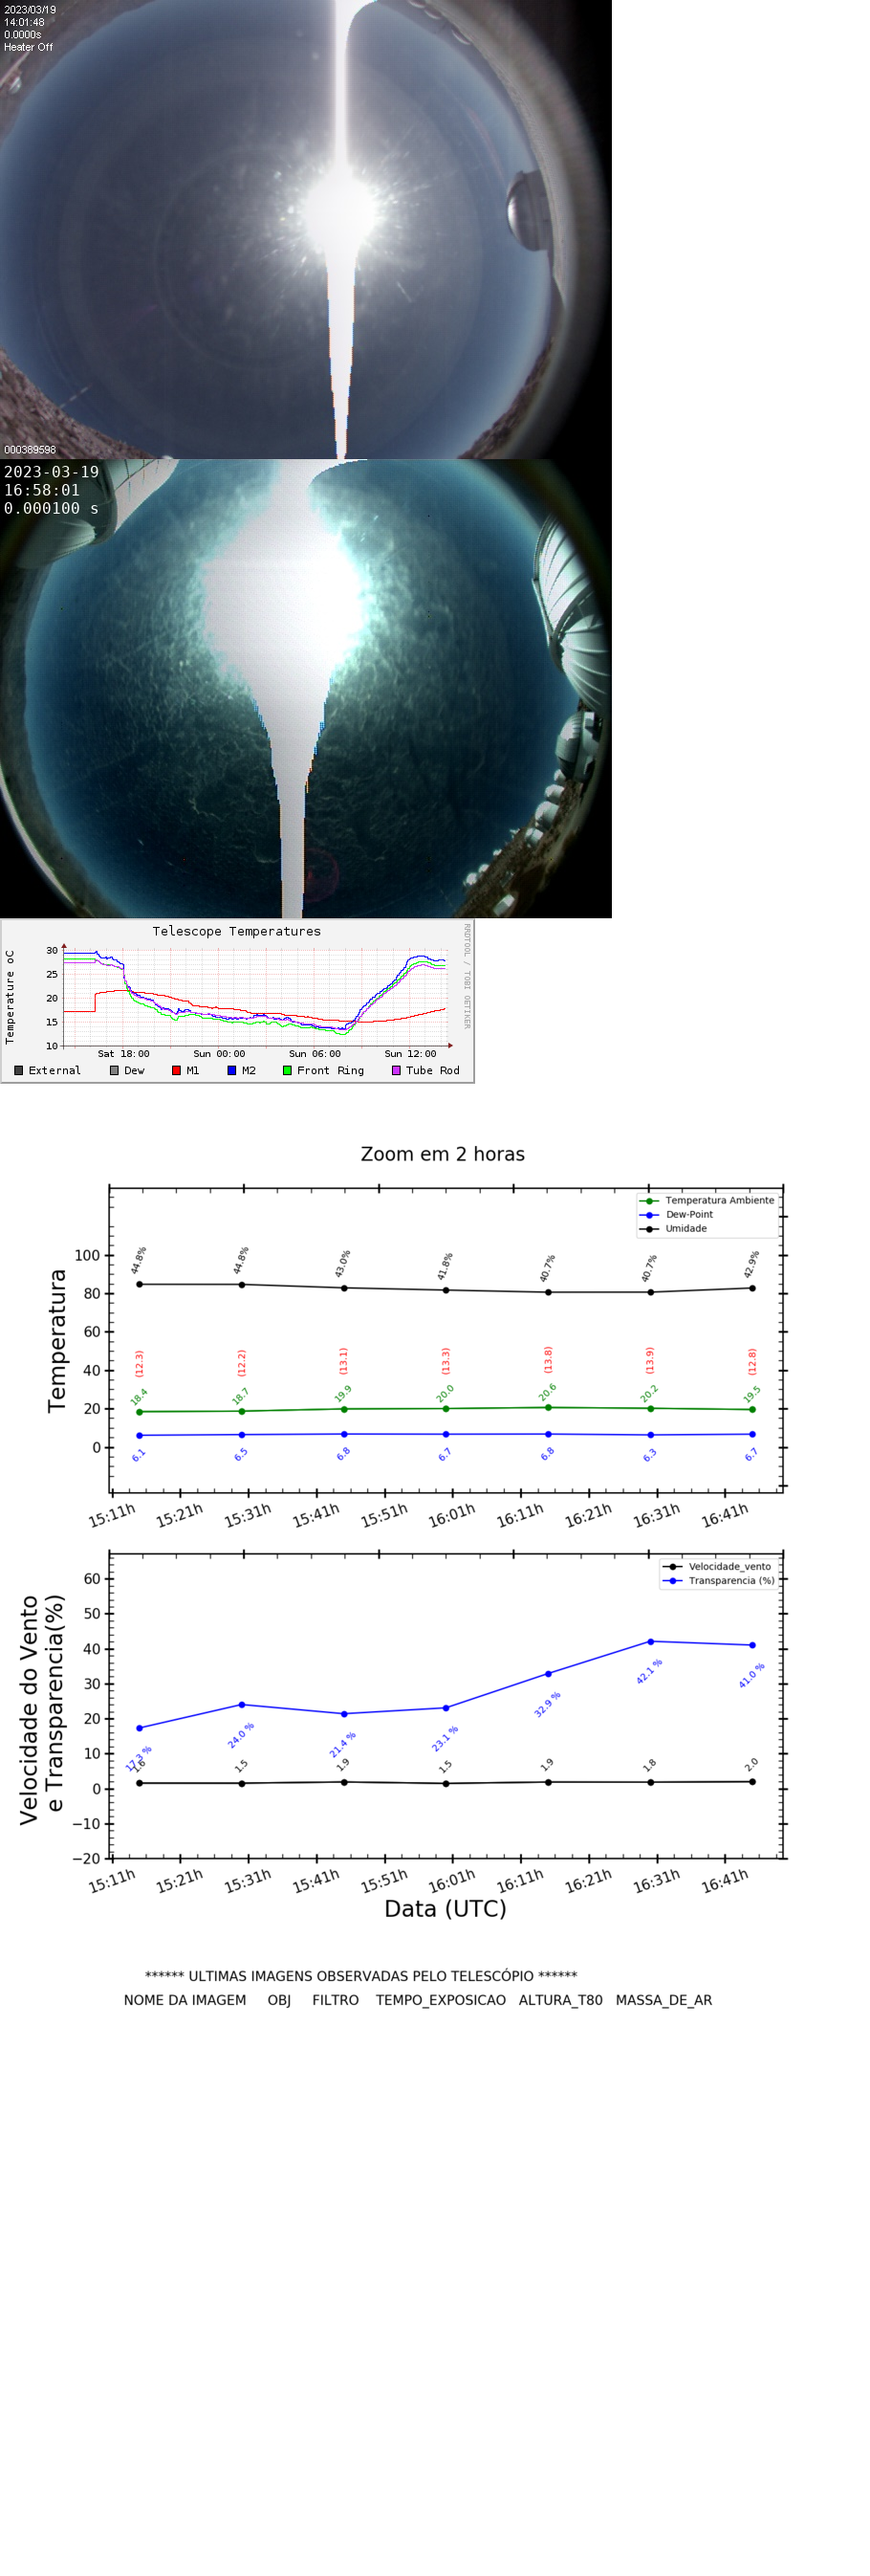 2023/03/19
14:01:48
0.0000s
Heater Off
000389598
2023-03-19
16:58:01
0.000100 s
Telescope Temperatures
RRDTOOL / TOBI OETIKER
Temperature oC
30
25
20
15
10
Sat 18:00 Sun 00:00 Sun 06:00 Sun 12:00
External Dew M1 M2 Front Ring Tube Rod
Zoom em 2 horas
Temperatura Ambiente
Dew-Point
Umidade
Temperatura
100
80
60
40
20
0
44.8% 44.8% 43.0% 41.8% 40.7% 40.7% 42.9%
(12.3) (12.2) (13.1) (13.3) (13.8) (13.9) (12.8)
18.4 18.7 19.9 20.0 20.6 20.2 19.5
6.1 6.5 6.8 6.7 6.8 6.3 6.7
15:11h 15:21h 15:31h 15:41h 15:51h 16:01h 16:11h 16:21h 16:31h 16:41h
Velocidade_vento
Transparencia (%)
Velocidade do Vento
e Transparencia(%)
60
50
40
30
20
10
0
−10
−20
17.3 % 24.0 % 21.4 % 23.1 % 32.9 % 42.1 % 41.0 %
1.6 1.5 1.9 1.5 1.9 1.8 2.0
15:11h 15:21h 15:31h 15:41h 15:51h 16:01h 16:11h 16:21h 16:31h 16:41h
Data (UTC)
****** ULTIMAS IMAGENS OBSERVADAS PELO TELESCÓPIO ******
NOME DA IMAGEM OBJ FILTRO TEMPO_EXPOSICAO ALTURA_T80 MASSA_DE_AR